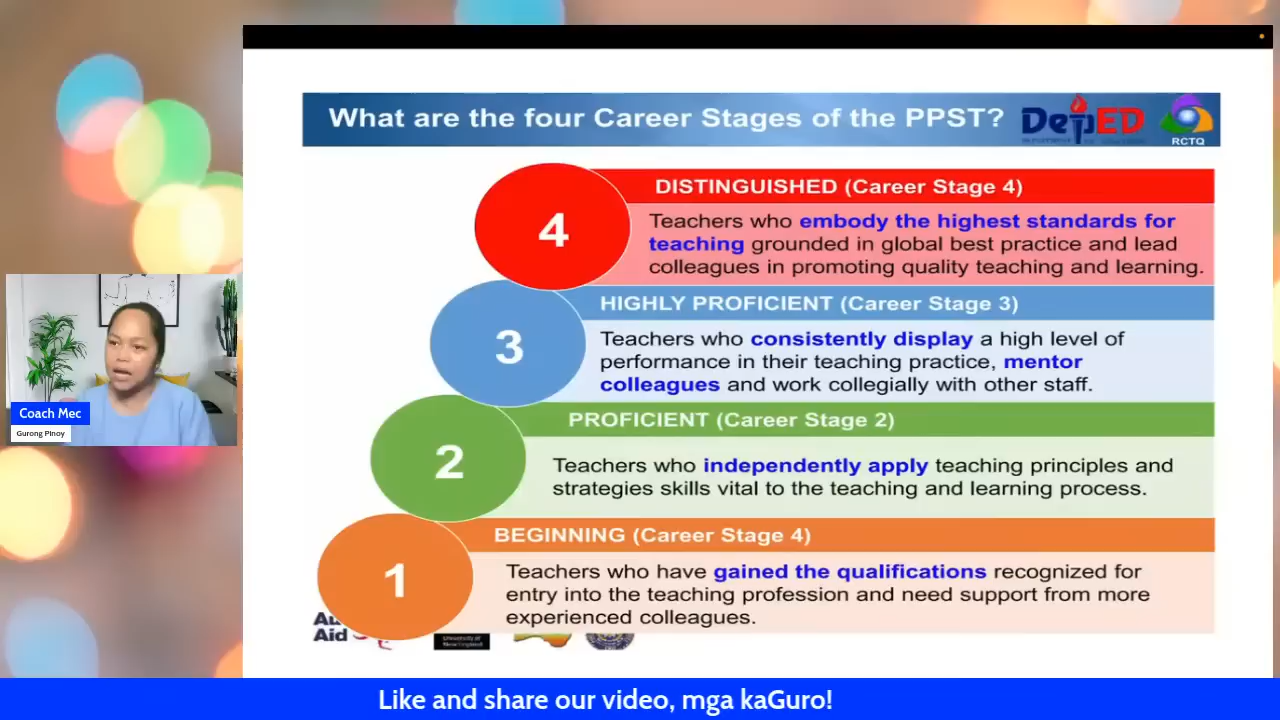 What are the four Career Stages of the PPST?
DepED
RCTQ
4
DISTINGUISHED (Career Stage 4)
Teachers who embody the highest standards for
teaching grounded in global best practice and lead
colleagues in promoting quality teaching and learning.
3
HIGHLY PROFICIENT (Career Stage 3)
Teachers who consistently display a high level of
performance in their teaching practice, mentor
colleagues and work collegially with other staff.
2
PROFICIENT (Career Stage 2)
Teachers who independently apply teaching principles and
strategies skills vital to the teaching and learning process.
1
BEGINNING (Career Stage 4)
Teachers who have gained the qualifications recognized for
entry into the teaching profession and need support from more
experienced colleagues.
Aid
Coach Mec
Gurong Pinoy
Like and share our video, mga kaGuro!